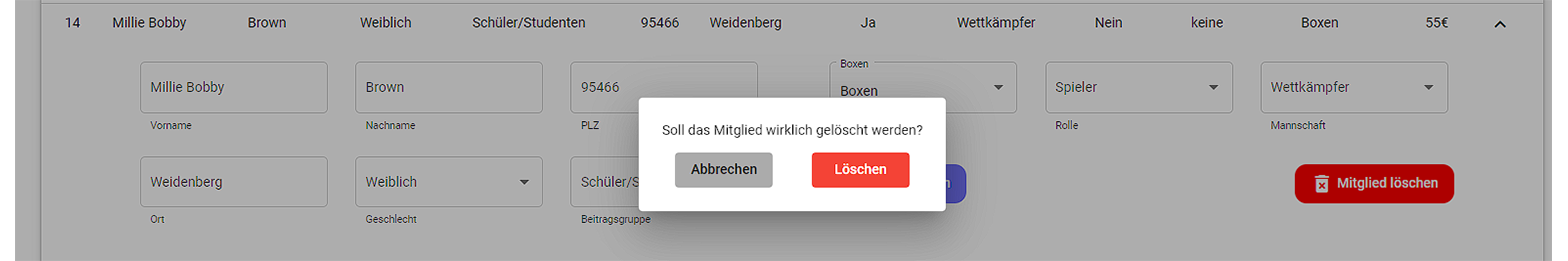 14 Millie Bobby Brown Weiblich Schüler/Studenten 95466 Weidenberg Ja Wettkämpfer Nein keine Boxen 55€
Boxen
Millie Bobby Brown 95466 Boxen Spieler Wettkämpfer
Vorname Nachname PLZ Rolle Mannschaft
Soll das Mitglied wirklich gelöscht werden?
Abbrechen Löschen
Weidenberg Weiblich Schüler/S Mitglied löschen
Ort Geschlecht Beitragsgruppe